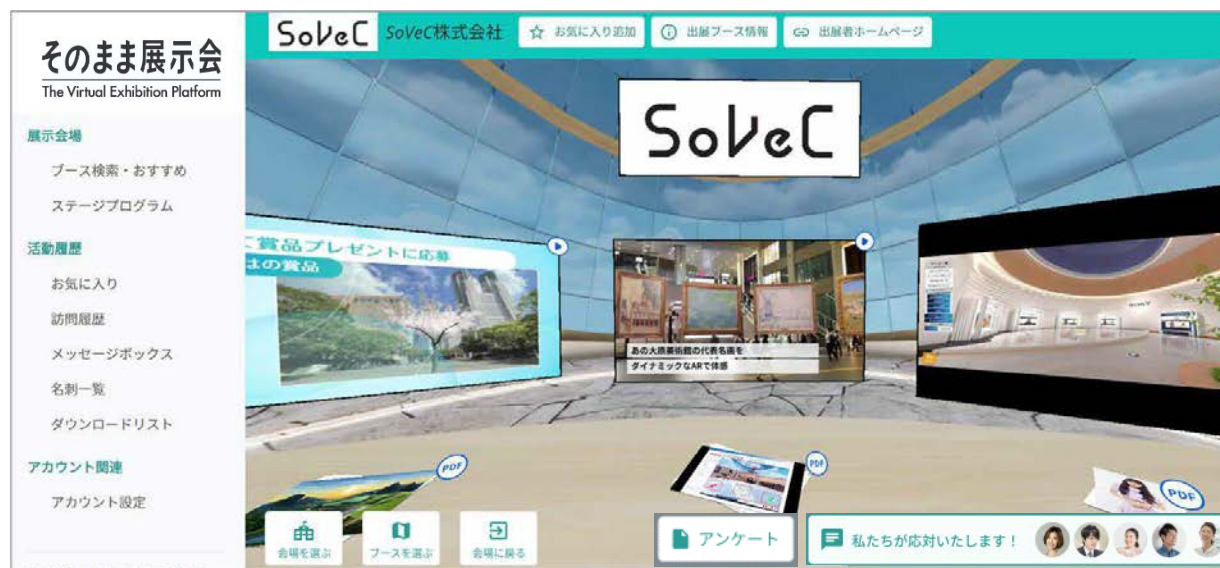 そのまま展示会
The Virtual Exhibition Platform
展示会場
ブース検索・おすすめ
ステージプログラム
活動履歴
お気に入り
訪問履歴
メッセージボックス
名刺一覧
ダウンロードリスト
アカウント関連
アカウント設定
SoVeC
SoVeC株式会社
お気に入り追加
出展ブース情報
出展者ホームページ
SoVeC
賞品プレゼントに応募
の賞品
あの大原美術館の代表名画を
ダイナミックなARで体感
SONY
PDF
PDF
PDF
会場を選ぶ
ブースを選ぶ
会場に戻る
アンケート
私たちが応対いたします！